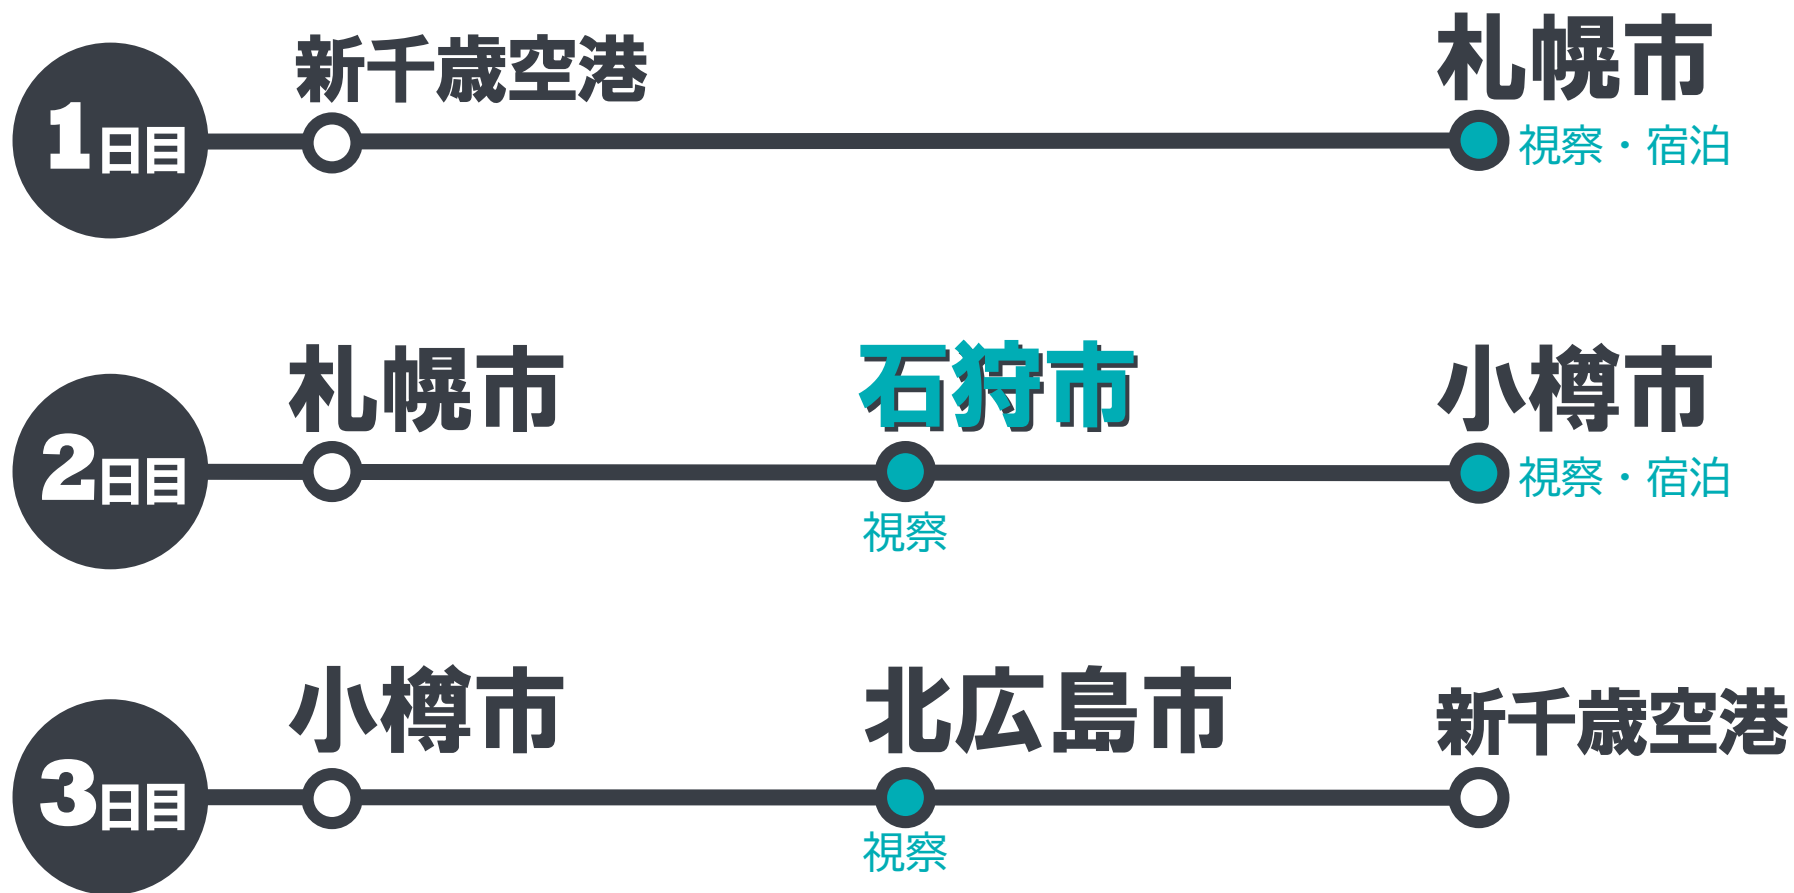 1日目
新千歳空港
札幌市
視察・宿泊
2日目
札幌市
石狩市
視察
小樽市
視察・宿泊
3日目
小樽市
北広島市
視察
新千歳空港